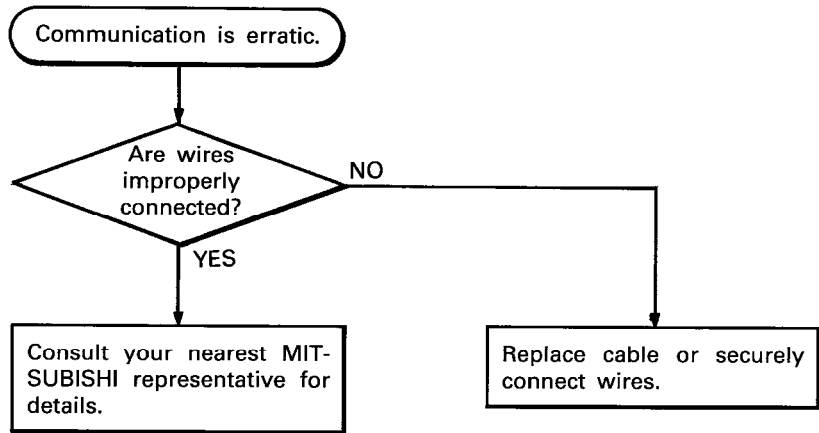 Communication is erratic.
Are wires
improperly
connected?
NO
YES
Consult your nearest MIT-
SUBISHI representative for
details.
Replace cable or securely
connect wires.